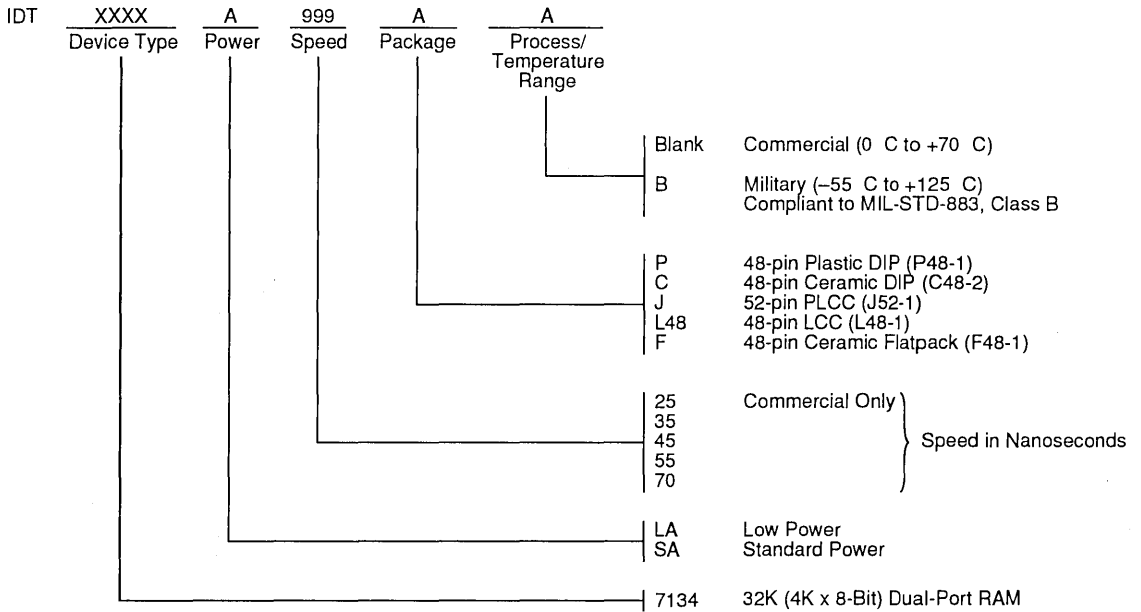 IDT XXXX A 999 A A
Device Type Power Speed Package Process/
Temperature
Range
Blank Commercial (0 C to +70 C)
B Military (–55 C to +125 C)
Compliant to MIL-STD-883, Class B
P 48-pin Plastic DIP (P48-1)
C 48-pin Ceramic DIP (C48-2)
J 52-pin PLCC (J52-1)
L48 48-pin LCC (L48-1)
F 48-pin Ceramic Flatpack (F48-1)
25 Commercial Only
35
45 Speed in Nanoseconds
55
70
LA Low Power
SA Standard Power
7134 32K (4K x 8-Bit) Dual-Port RAM